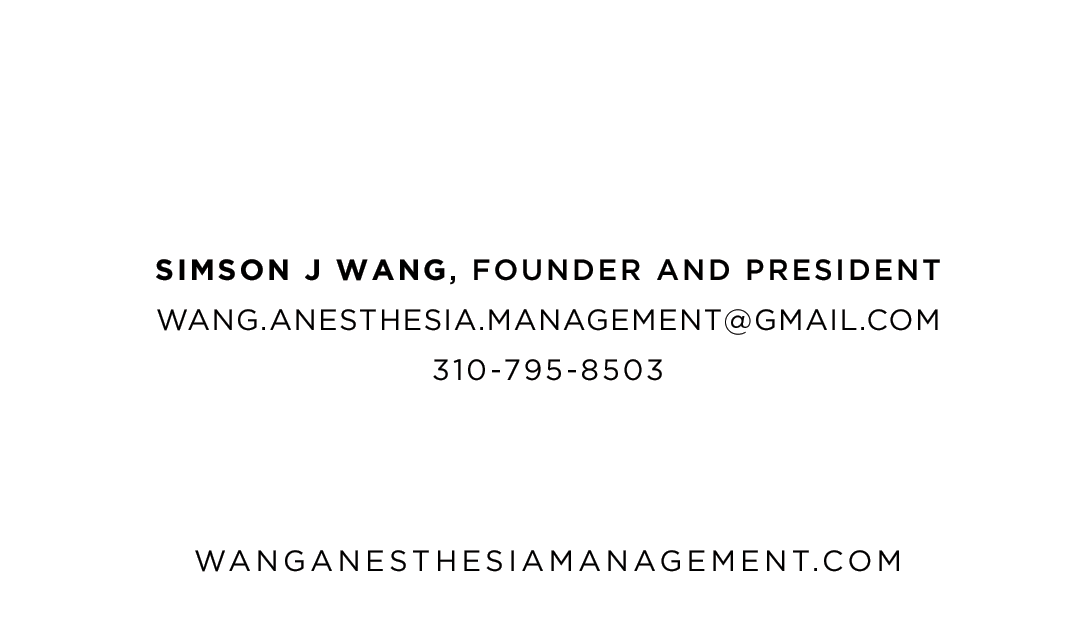 SIMSON J WANG, FOUNDER AND PRESIDENT
WANG.ANESTHESIA.MANAGEMENT@GMAIL.COM
310-795-8503
WANGANESTHESIAMANAGEMENT.COM